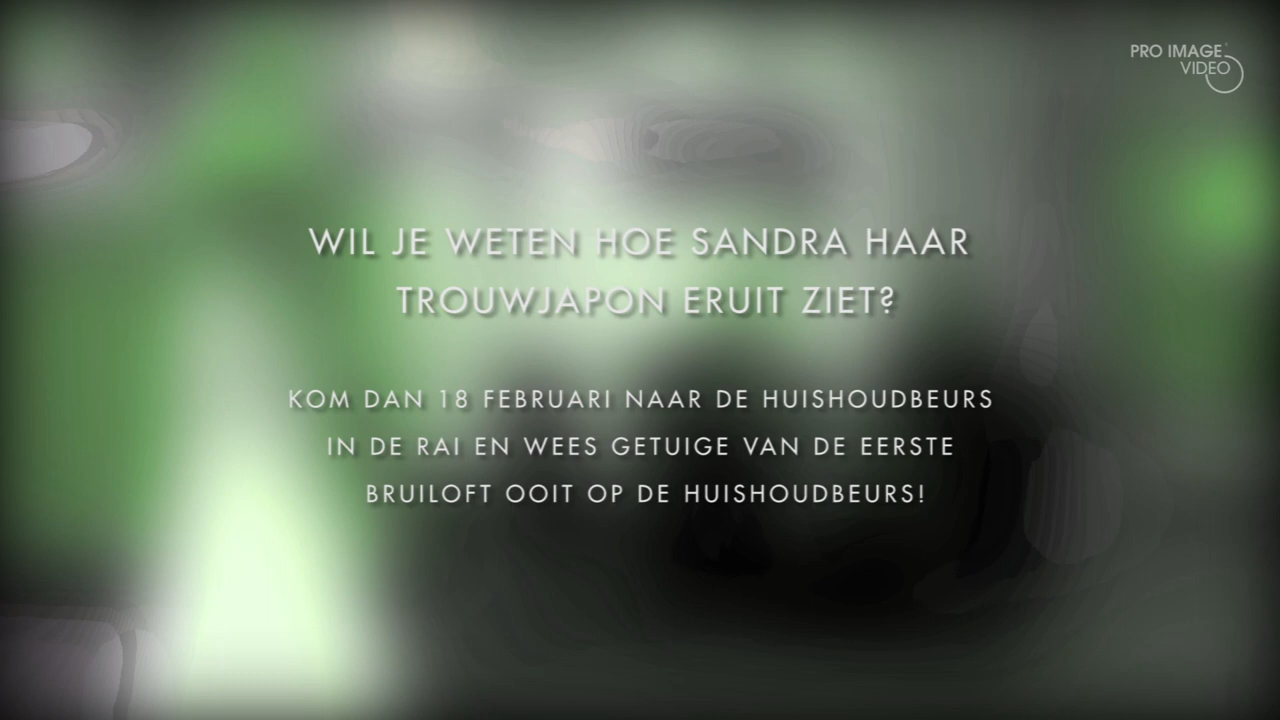 PRO IMAGE
VIDEO
WIL JE WETEN HOE SANDRA HAAR
TROUWJAPON ERUIT ZIET?
KOM DAN 18 FEBRUARI NAAR DE HUISHOUDBEURS
IN DE RAI EN WEES GETUIGE VAN DE EERSTE
BRUILOFT OOIT OP DE HUISHOUDBEURS!